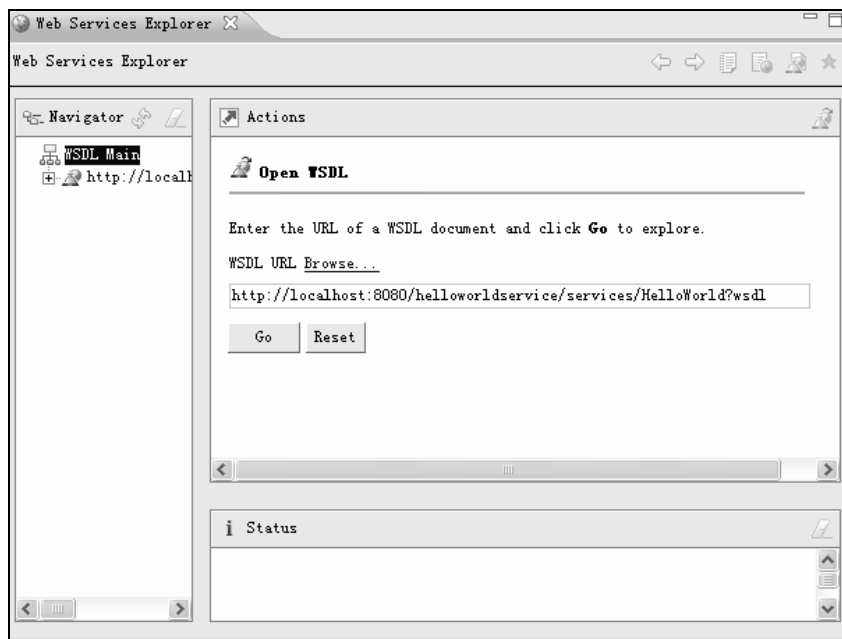 Web Services Explorer
Web Services Explorer
Navigator
WSDL Main
http://localh
Actions
Open WSDL
Enter the URL of a WSDL document and click Go to explore.
WSDL URL Browse...
http://localhost:8080/helloworldservice/services/HelloWorld?wsdl
Go Reset
i Status